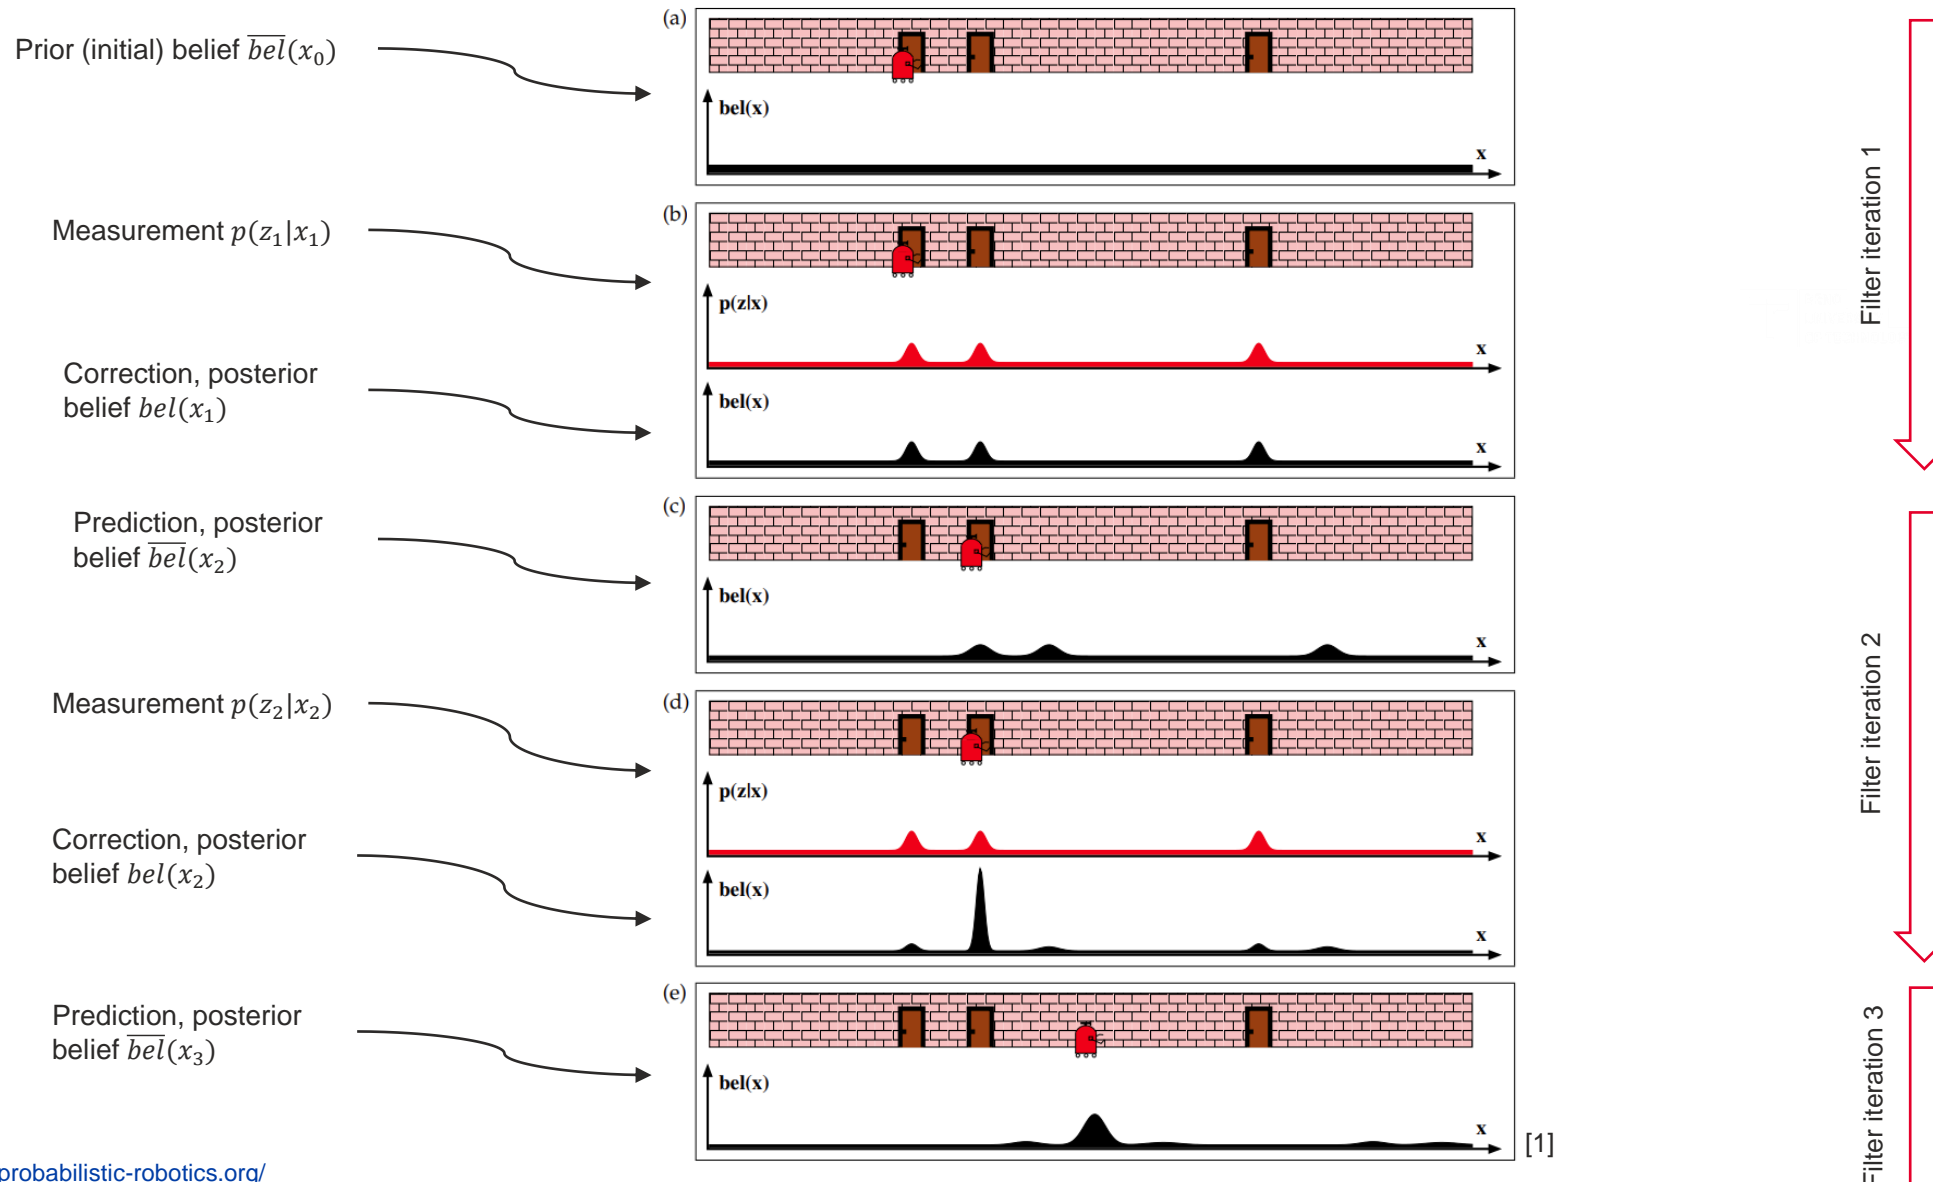 Prior (initial) belief $\overline{bel}(x_0)$
(a)
bel(x)
x
Measurement $p(z_1|x_1)$
(b)
p(z|x)
x
Correction, posterior
belief $bel(x_1)$
bel(x)
x
Filter iteration 1
Prediction, posterior
belief $\overline{bel}(x_2)$
(c)
bel(x)
x
Measurement $p(z_2|x_2)$
(d)
p(z|x)
x
Correction, posterior
belief $bel(x_2)$
bel(x)
x
Filter iteration 2
Prediction, posterior
belief $\overline{bel}(x_3)$
(e)
bel(x)
x
[1]
Filter iteration 3
probabilistic-robotics.org/